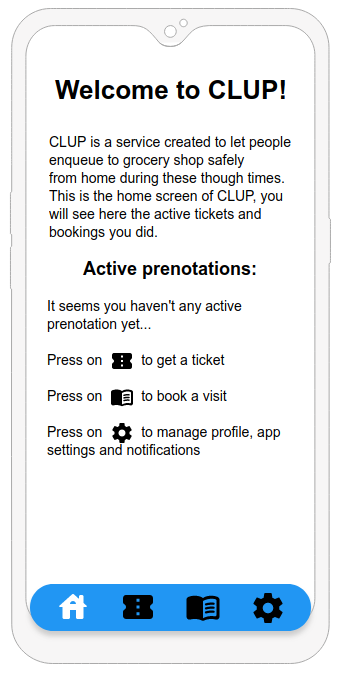 Welcome to CLUP!
CLUP is a service created to let people
enqueue to grocery shop safely
from home during these though times.
This is the home screen of CLUP, you
will see here the active tickets and
bookings you did.
Active prenotations:
It seems you haven't any active
prenotation yet...
Press on to get a ticket
Press on to book a visit
Press on to manage profile, app
settings and notifications